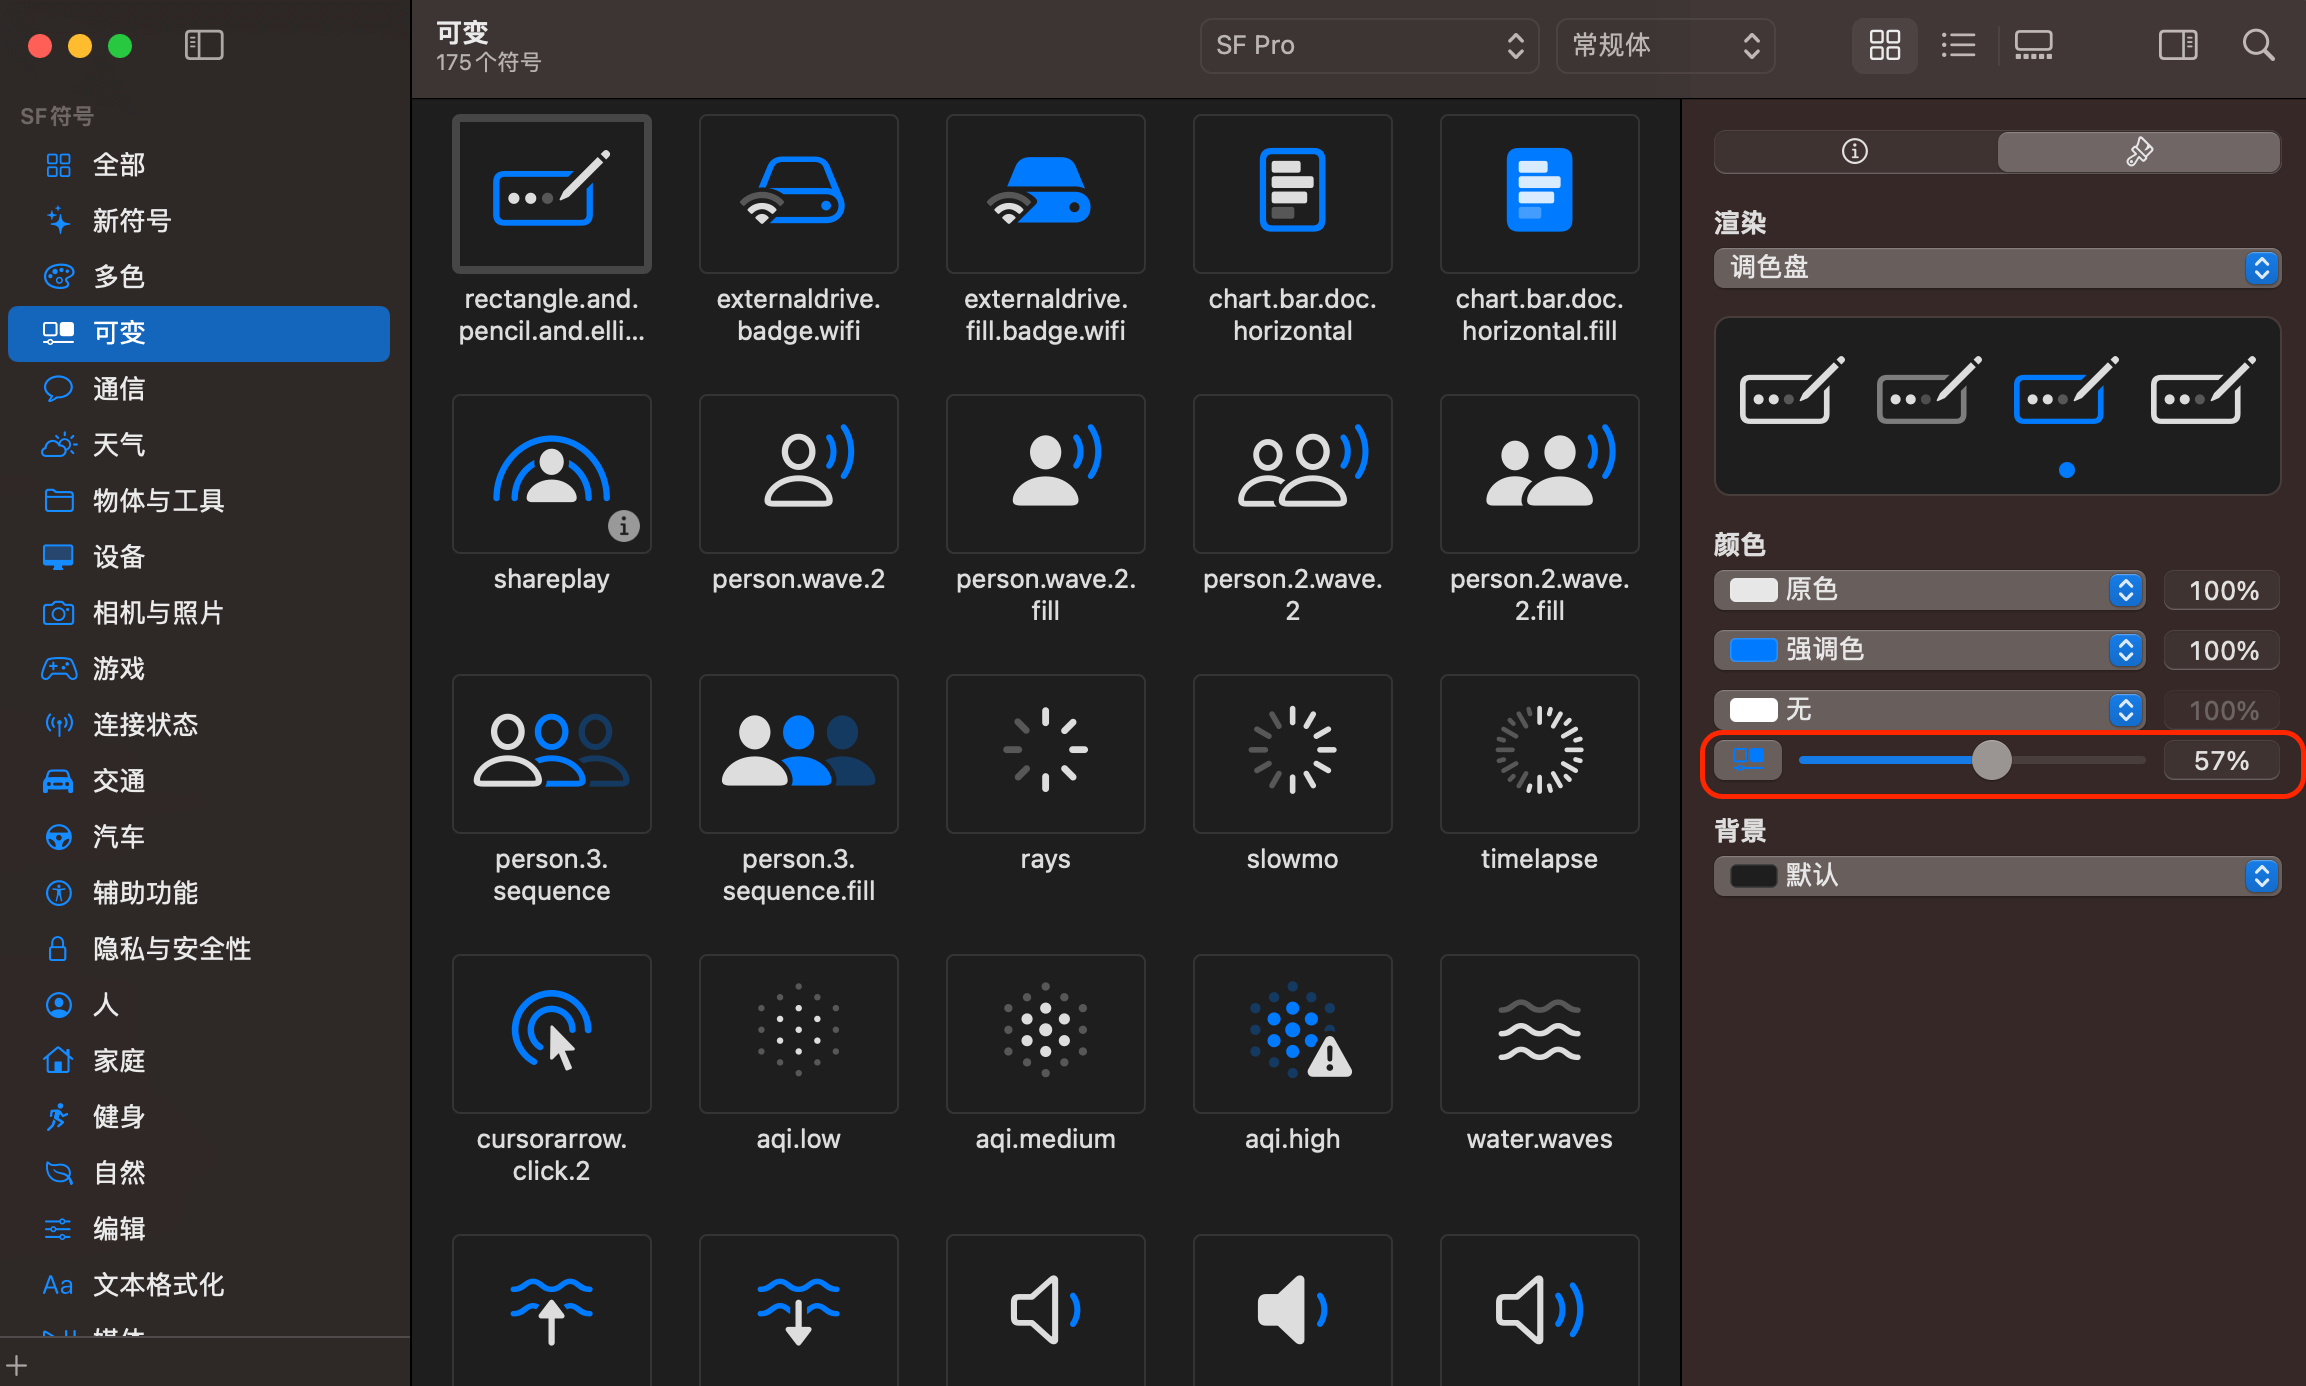 可变
175个符号
SF Pro
常规体
SF符号
全部
新符号
多色
可变
通信
天气
物体与工具
设备
相机与照片
游戏
连接状态
交通
汽车
辅助功能
隐私与安全性
人
家庭
健身
自然
编辑
Aa 文本格式化
媒体
rectangle.and.
pencil.and.elli...
externaldrive.
badge.wifi
externaldrive.
fill.badge.wifi
chart.bar.doc.
horizontal
chart.bar.doc.
horizontal.fill
shareplay
person.wave.2
person.wave.2.
fill
person.2.wave.
2
person.2.wave.
2.fill
person.3.
sequence
person.3.
sequence.fill
rays
slowmo
timelapse
cursorarrow.
click.2
aqi.low
aqi.medium
aqi.high
water.waves
渲染
调色盘
颜色
原色 100%
强调色 100%
无 100%
57%
背景
默认